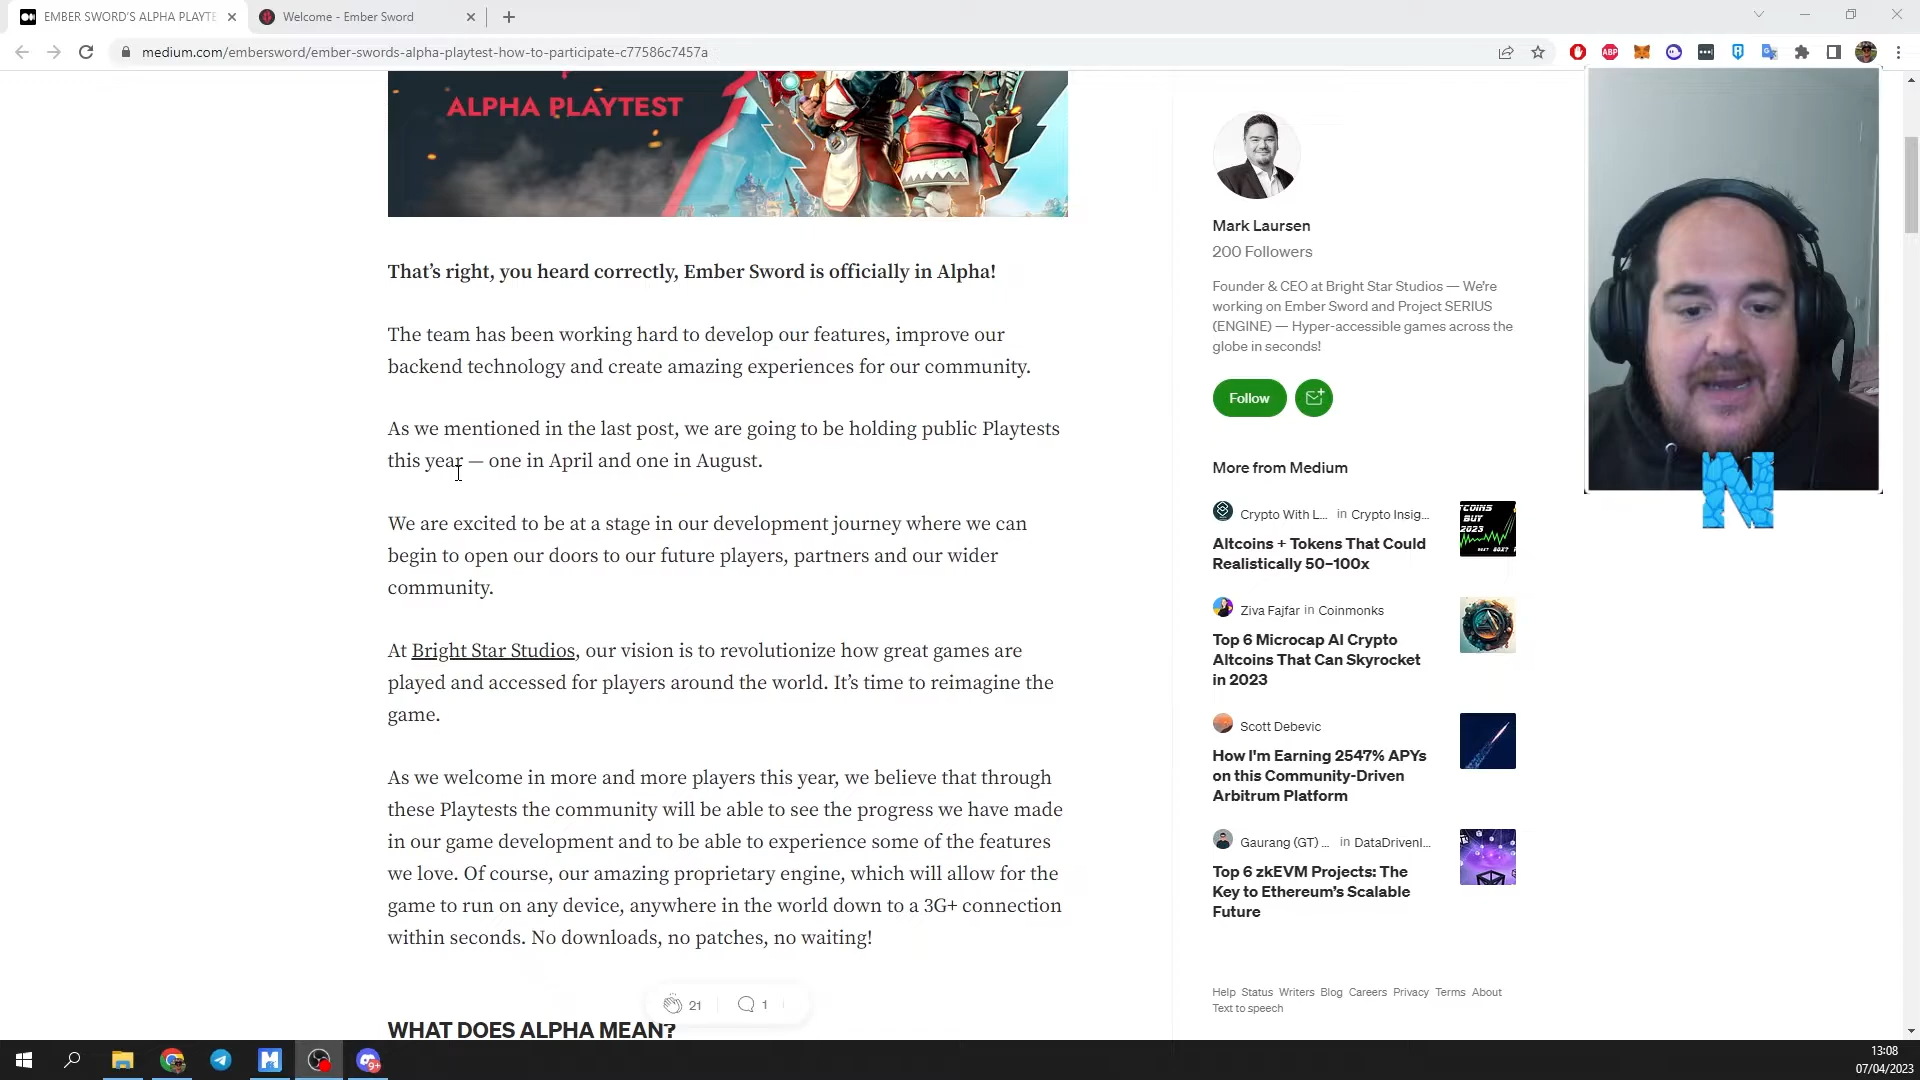 EMBER SWORD'S ALPHA PLAYTE
Welcome - Ember Sword
medium.com/embersword/ember-swords-alpha-playtest-how-to-participate-c77586c7457a
ABP
ALPHA PLAYTEST
That's right, you heard correctly, Ember Sword is officially in Alpha!
The team has been working hard to develop our features, improve our
backend technology and create amazing experiences for our community.
As we mentioned in the last post, we are going to be holding public Playtests
this year — one in April and one in August.
We are excited to be at a stage in our development journey where we can
begin to open our doors to our future players, partners and our wider
community.
At Bright Star Studios, our vision is to revolutionize how great games are
played and accessed for players around the world. It's time to reimagine the
game.
As we welcome in more and more players this year, we believe that through
these Playtests the community will be able to see the progress we have made
in our game development and to be able to experience some of the features
we love. Of course, our amazing proprietary engine, which will allow for the
game to run on any device, anywhere in the world down to a 3G+ connection
within seconds. No downloads, no patches, no waiting!
21
1
WHAT DOES ALPHA MEAN?
Mark Laursen
200 Followers
Founder & CEO at Bright Star Studios — We're
working on Ember Sword and Project SERIUS
(ENGINE) — Hyper-accessible games across the
globe in seconds!
Follow
More from Medium
Crypto With L... in Crypto Insig...
Altcoins + Tokens That Could
Realistically 50–100x
TCOINS
BUY
2023
Ziva Fajfar in Coinmonks
Top 6 Microcap AI Crypto
Altcoins That Can Skyrocket
in 2023
Scott Debevic
How I'm Earning 2547% APYs
on this Community-Driven
Arbitrum Platform
Gaurang (GT) ... in DataDrivenI...
Top 6 zkEVM Projects: The
Key to Ethereum's Scalable
Future
Help Status Writers Blog Careers Privacy Terms About
Text to speech
N
9+
13:08
07/04/2023